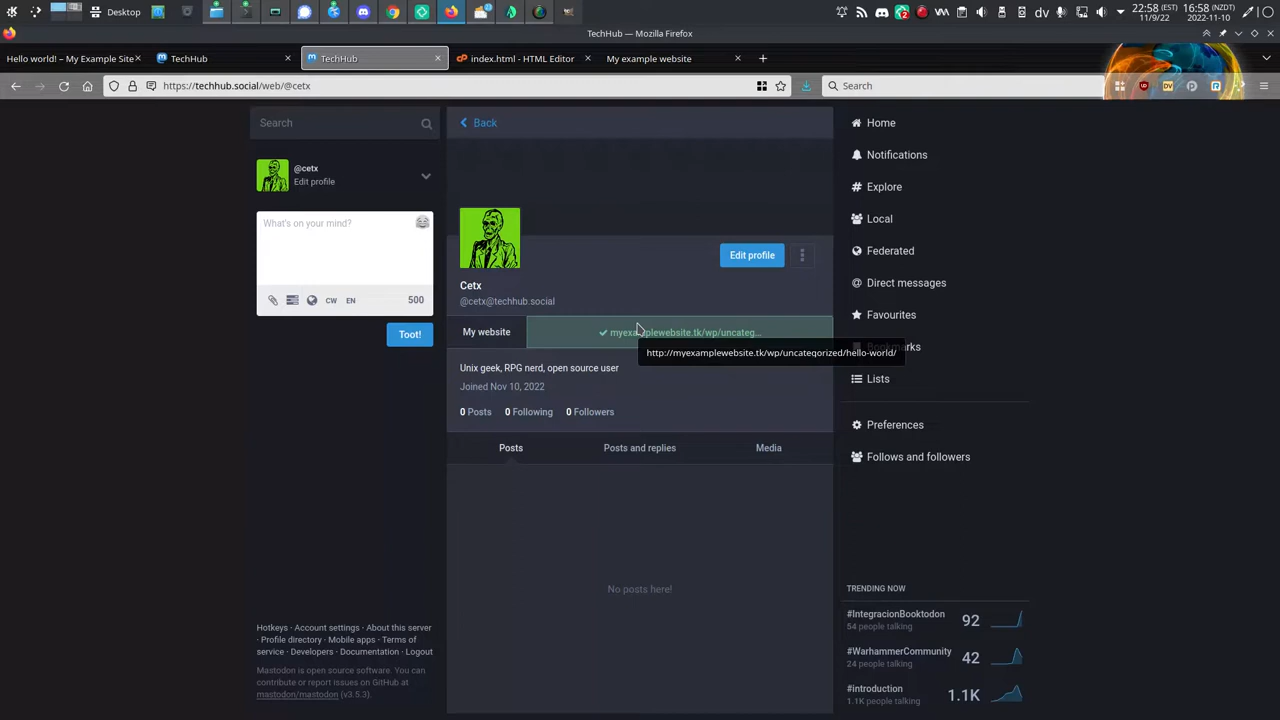 Desktop
dv
22:58 (EST)
11/9/22
16:58 (NZDT)
2022-11-10
TechHub — Mozilla Firefox
Hello world! – My Example Site
TechHub
TechHub
index.html - HTML Editor
My example website
https://techhub.social/web/@cetx
Search
Search
@cetx
Edit profile
What's on your mind?
CW
EN
500
Toot!
Back
Edit profile
Cetx
@cetx@techhub.social
My website
myexamplewebsite.tk/wp/uncateg…
http://myexamplewebsite.tk/wp/uncategorized/hello-world/
Unix geek, RPG nerd, open source user
Joined Nov 10, 2022
0 Posts 0 Following 0 Followers
Posts
Posts and replies
Media
No posts here!
Home
Notifications
Explore
Local
Federated
Direct messages
Favourites
Bookmarks
Lists
Preferences
Follows and followers
TRENDING NOW
#IntegracionBooktodon
54 people talking
92
#WarhammerCommunity
24 people talking
42
#introduction
1.1K people talking
1.1K
Hotkeys · Account settings · About this server
· Profile directory · Mobile apps · Terms of
service · Developers · Documentation · Logout
Mastodon is open source software. You can
contribute or report issues on GitHub at
mastodon/mastodon (v3.5.3).